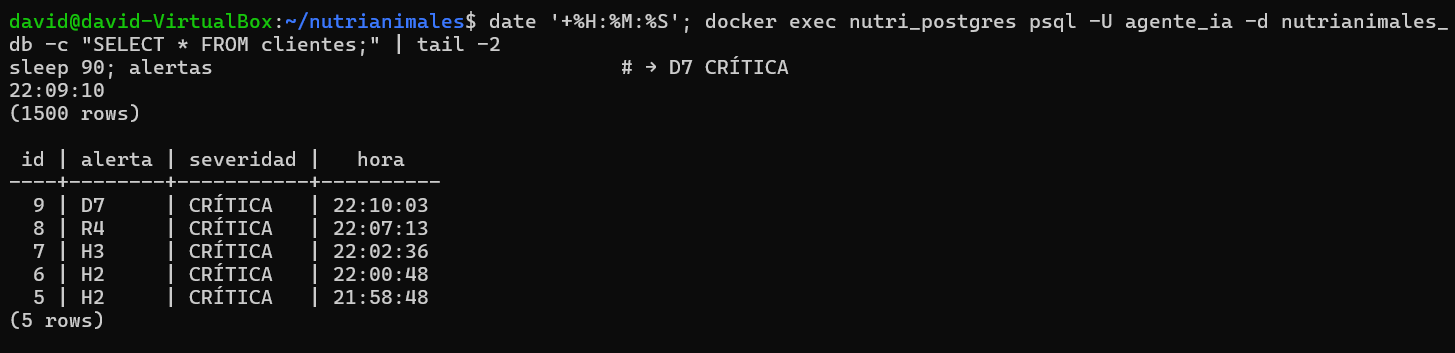 david@david-VirtualBox:~/nutrianimales$ date '+%H:%M:%S'; docker exec nutri_postgres psql -U agente_ia -d nutrianimales_
db -c "SELECT * FROM clientes;" | tail -2
sleep 90; alertas                                  # → D7 CRÍTICA
22:09:10
(1500 rows)

 id | alerta | severidad |   hora
----+--------+-----------+----------
  9 | D7     | CRÍTICA   | 22:10:03
  8 | R4     | CRÍTICA   | 22:07:13
  7 | H3     | CRÍTICA   | 22:02:36
  6 | H2     | CRÍTICA   | 22:00:48
  5 | H2     | CRÍTICA   | 21:58:48
(5 rows)